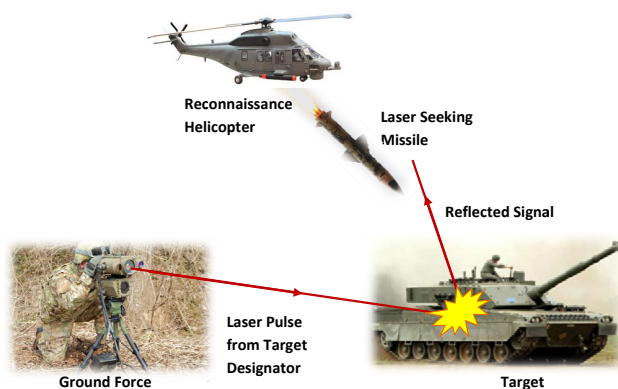 Reconnaissance
Helicopter
Laser Seeking
Missile
Reflected Signal
Laser Pulse
from Target
Designator
Ground Force
Target